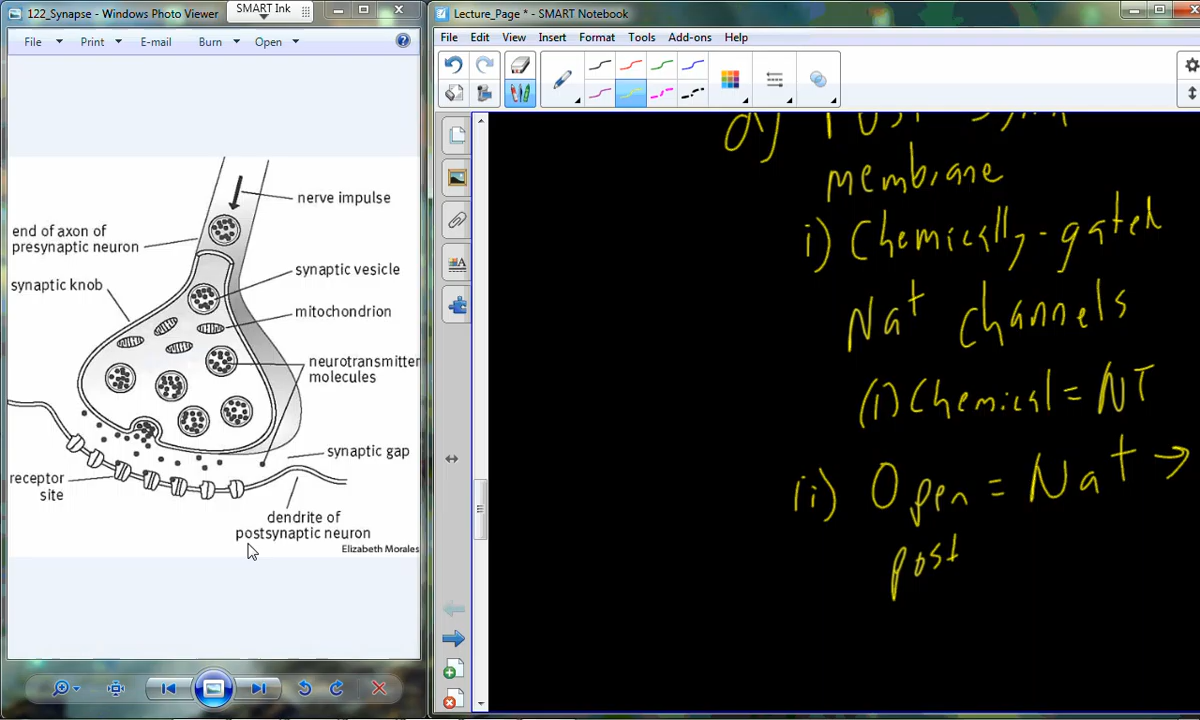 122_Synapse - Windows Photo Viewer
SMART Ink
File Print E-mail Burn Open
nerve impulse
end of axon of
presynaptic neuron
synaptic vesicle
synaptic knob
mitochondrion
neurotransmitter
molecules
synaptic gap
receptor
site
dendrite of
postsynaptic neuron
Elizabeth Morales
Lecture_Page * - SMART Notebook
File Edit View Insert Format Tools Add-ons Help
membrane
i) Chemically-gated
Na+ channels
(1) Chemical = NT
ii) Open = Na+ →
post